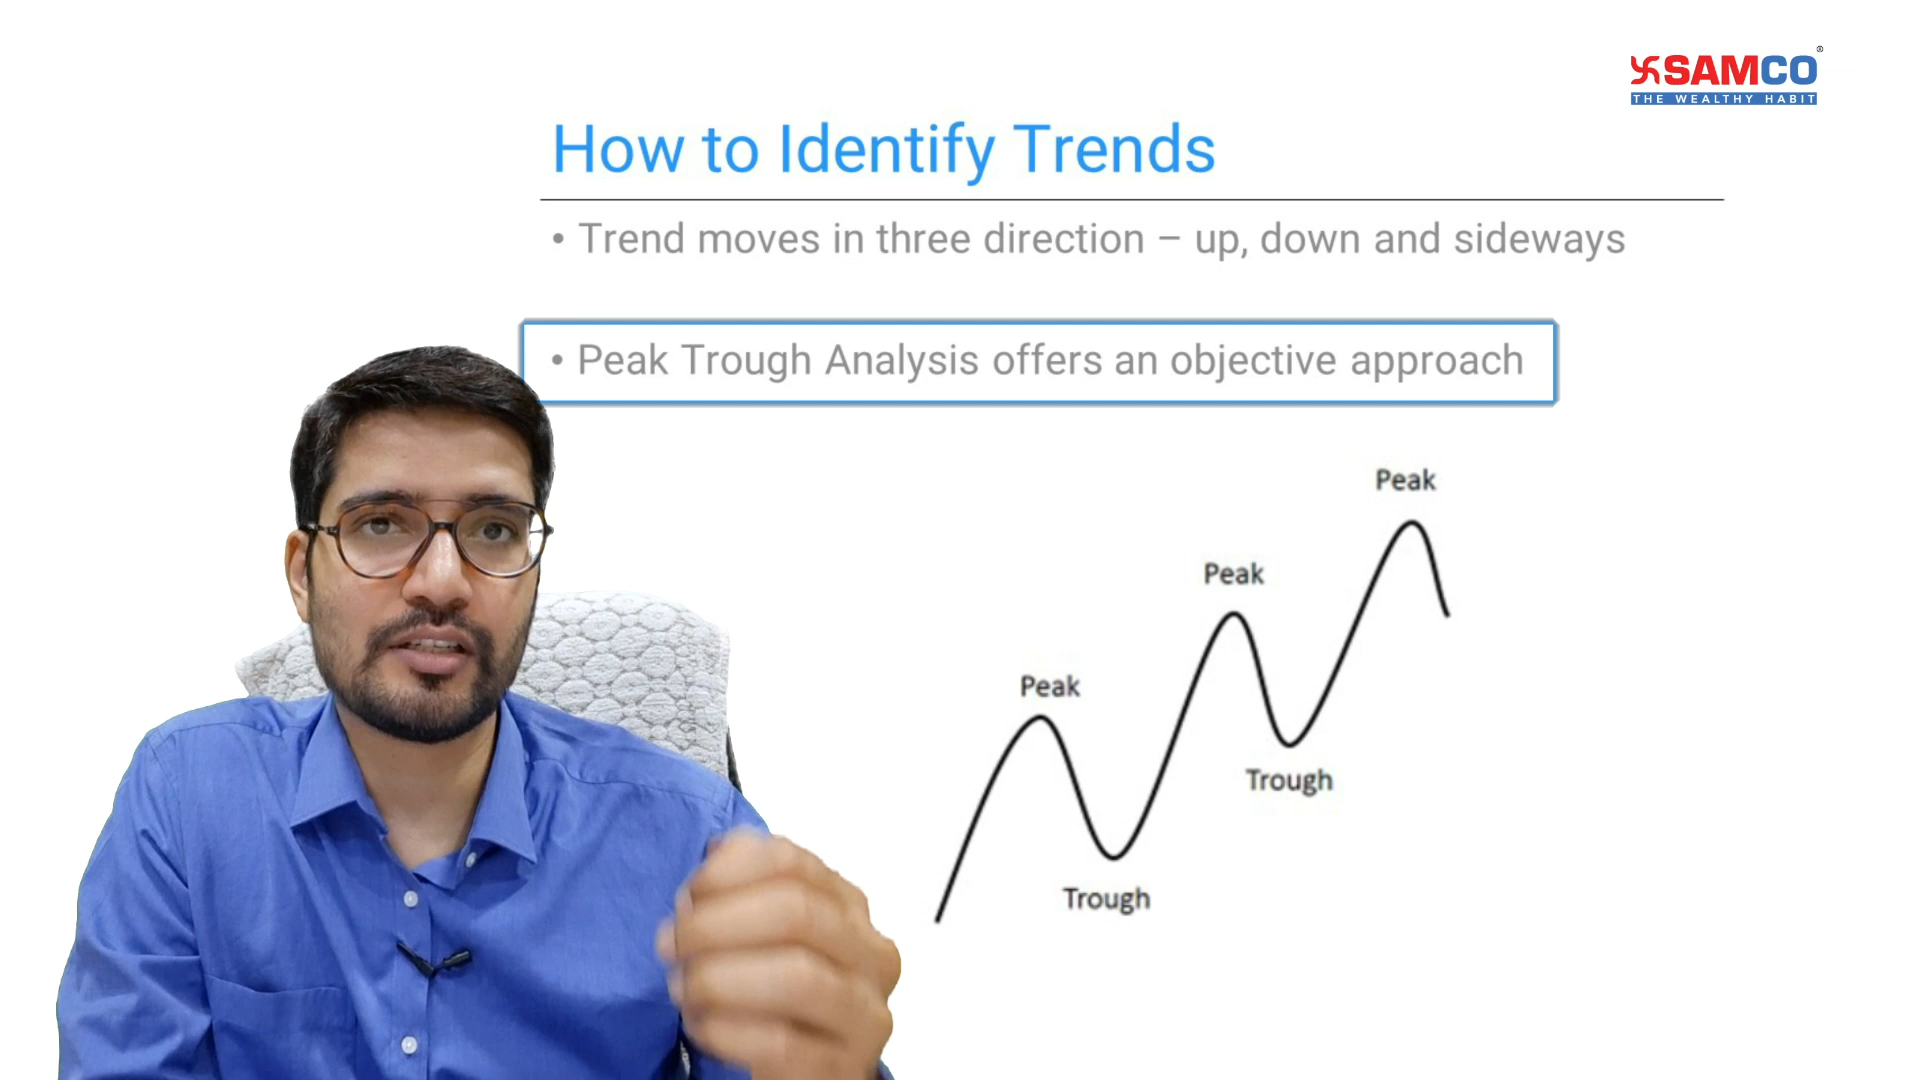 SAMCO®
THE WEALTHY HABIT
How to Identify Trends
• Trend moves in three direction – up, down and sideways
• Peak Trough Analysis offers an objective approach
Peak
Peak
Peak
Trough
Trough